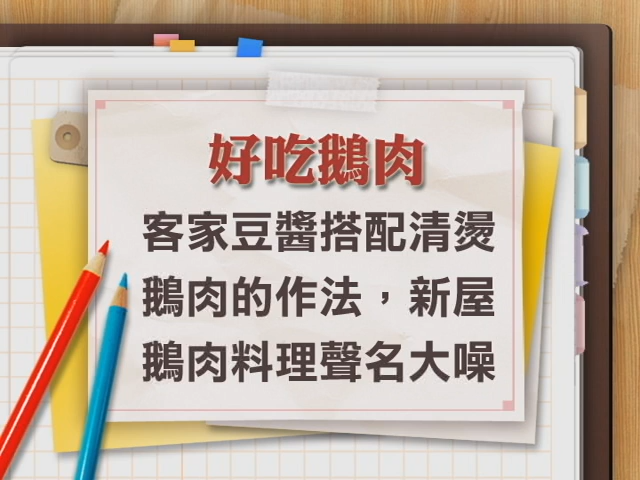 好吃鵝肉
客家豆醬搭配清燙
鵝肉的作法，新屋
鵝肉料理聲名大噪